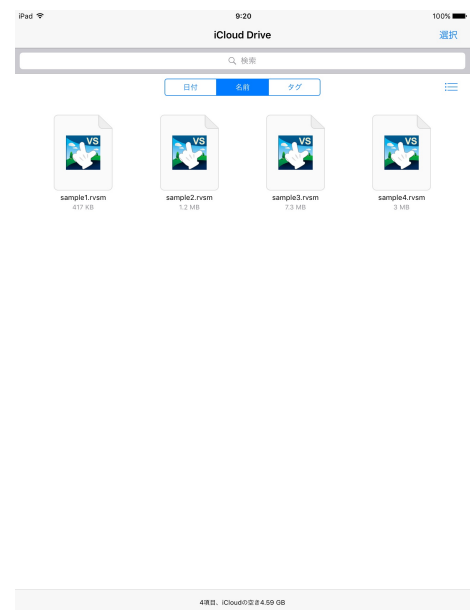 iPad 9:20 100%
iCloud Drive 選択
検索
日付 名前 タグ
VS VS VS VS
sample1.rvsm sample2.rvsm sample3.rvsm sample4.rvsm
417 KB 1.2 MB 7.3 MB 3 MB
4項目、iCloudの空き4.59 GB